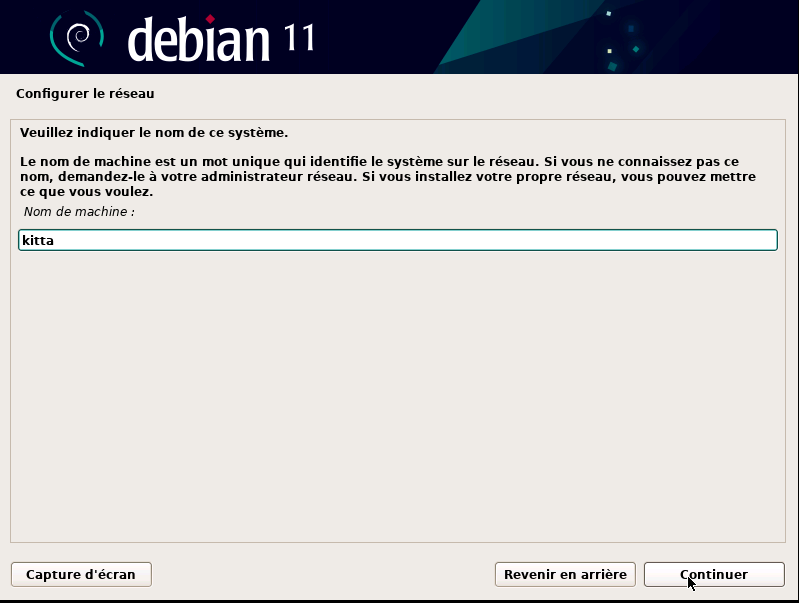 debian 11
Configurer le réseau
Veuillez indiquer le nom de ce système.
Le nom de machine est un mot unique qui identifie le système sur le réseau. Si vous ne connaissez pas ce
nom, demandez-le à votre administrateur réseau. Si vous installez votre propre réseau, vous pouvez mettre
ce que vous voulez.
Nom de machine :
kitta
Capture d'écran
Revenir en arrière
Continuer